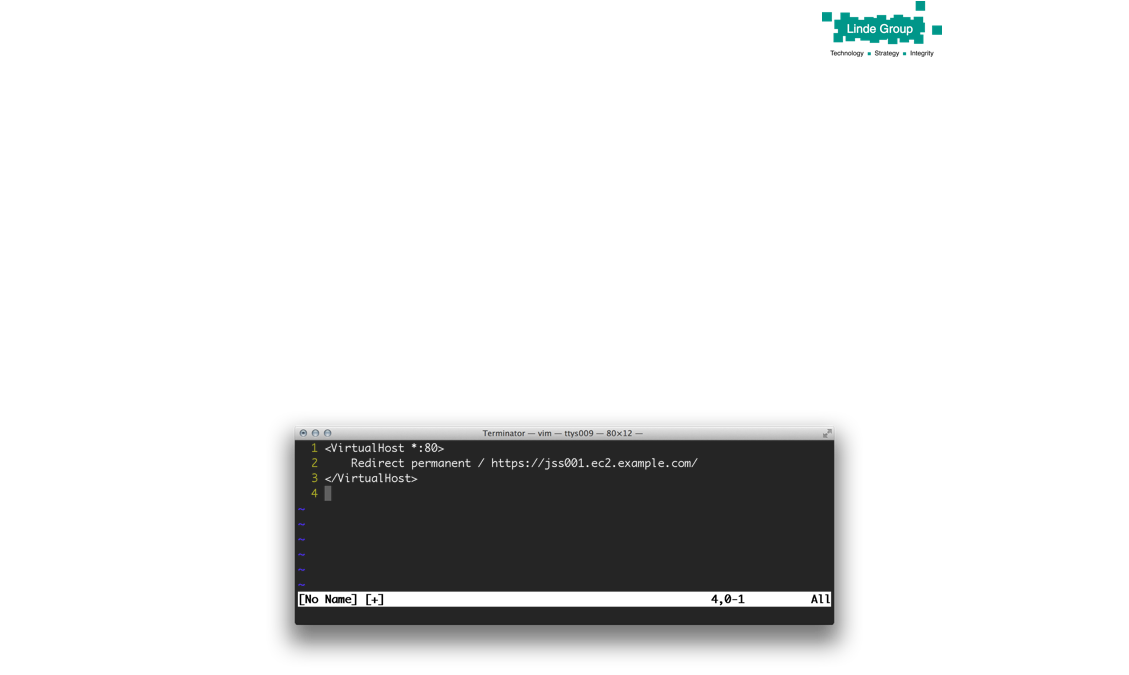 Linde Group
Technology ■ Strategy ■ Integrity
Terminator — vim — ttys009 — 80×12 —
1 <VirtualHost *:80>
2     Redirect permanent / https://jss001.ec2.example.com/
3 </VirtualHost>
4
~
~
~
~
~
~
[No Name] [+] 4,0-1 All